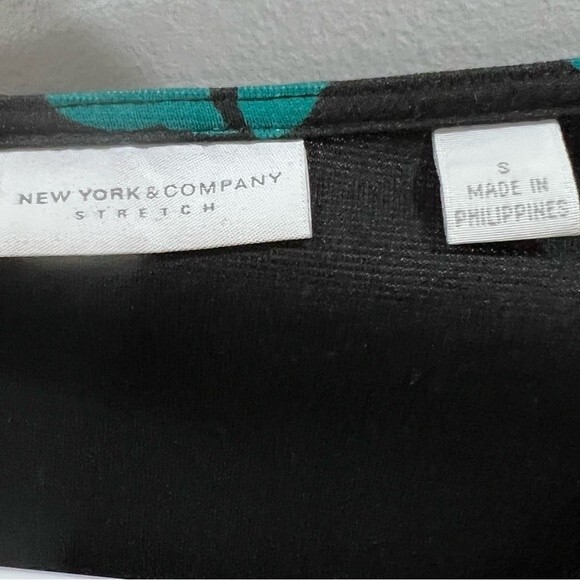 NEW YORK & COMPANY
STRETCH
S
MADE IN
PHILIPPINES